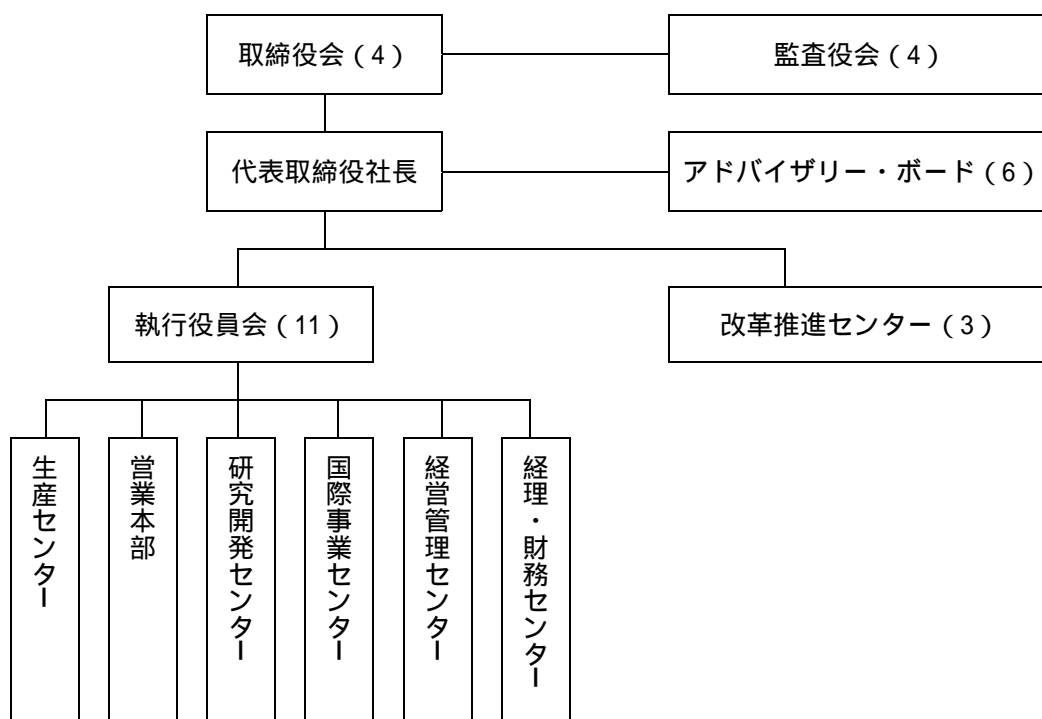 取締役会（4）
監査役会（4）
代表取締役社長
アドバイザリー・ボード（6）
執行役員会（11）
改革推進センター（3）
生産センター
営業本部
研究開発センター
国際事業センター
経営管理センター
経理・財務センター